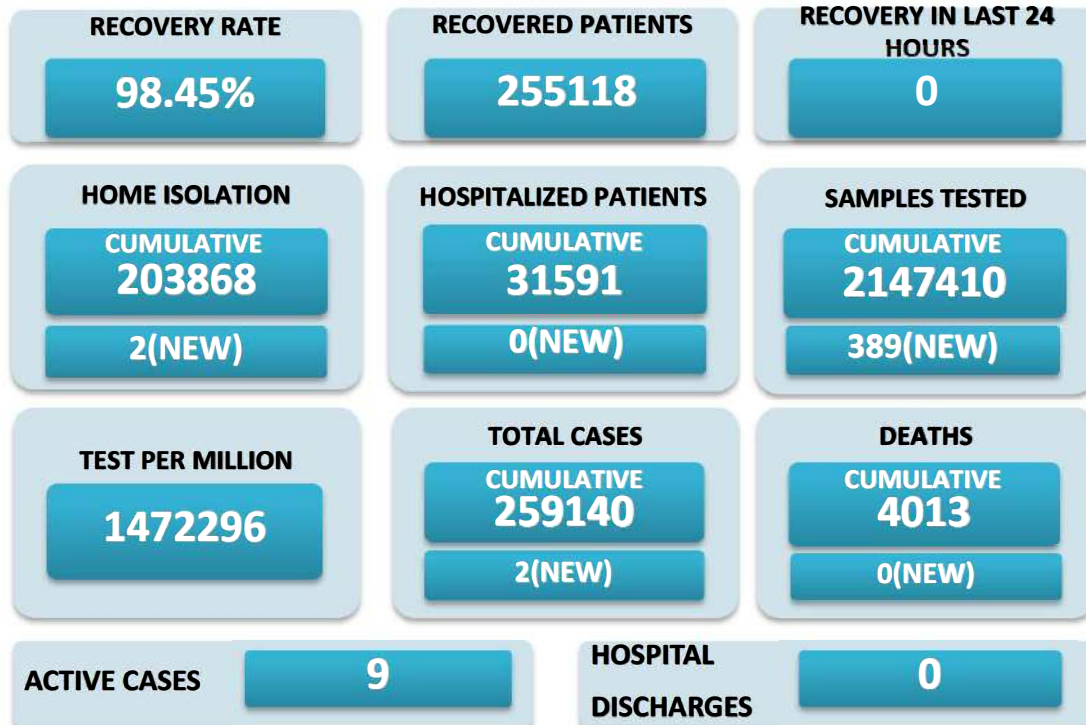 RECOVERY RATE
98.45%
RECOVERED PATIENTS
255118
RECOVERY IN LAST 24
HOURS
0
HOME ISOLATION
CUMULATIVE
203868
2(NEW)
HOSPITALIZED PATIENTS
CUMULATIVE
31591
0(NEW)
SAMPLES TESTED
CUMULATIVE
2147410
389(NEW)
TEST PER MILLION
1472296
TOTAL CASES
CUMULATIVE
259140
2(NEW)
DEATHS
CUMULATIVE
4013
0(NEW)
ACTIVE CASES
9
HOSPITAL
DISCHARGES
0